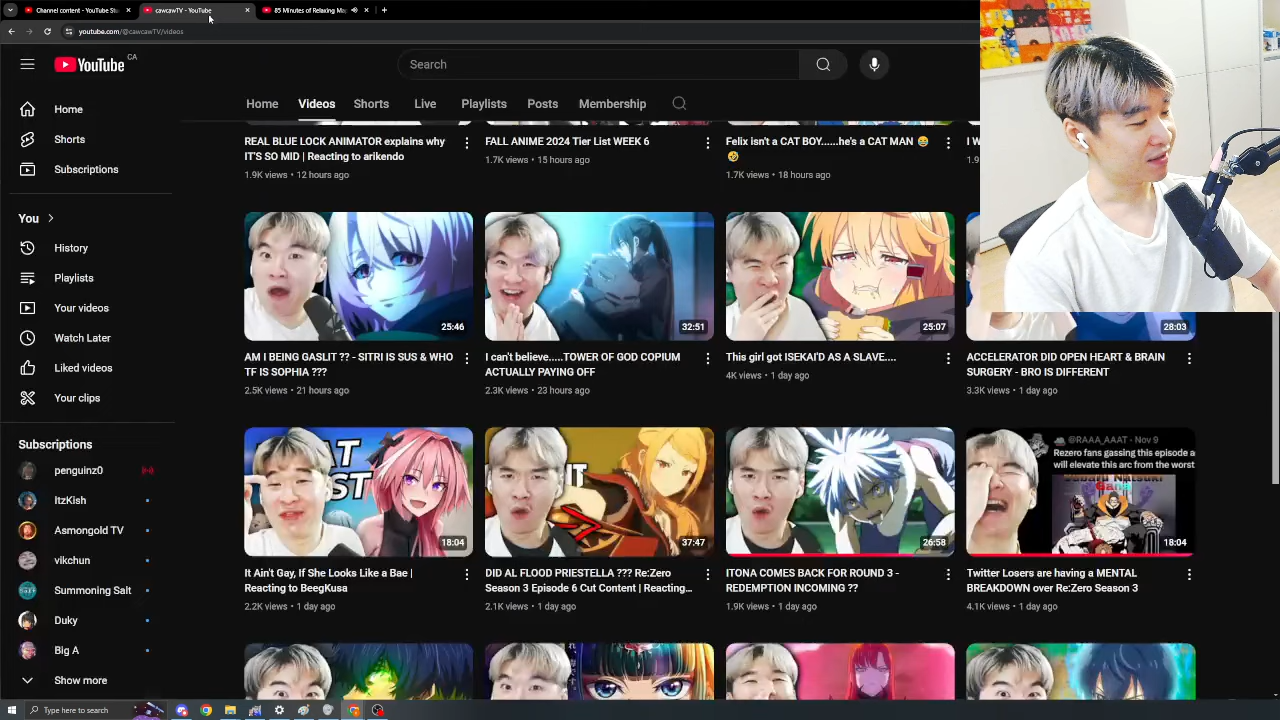 Channel content - YouTube Stu
cawcawTV - YouTube
85 Minutes of Relaxing Ma
youtube.com/@cawcawTV/videos
YouTube CA
Search
Home
Videos
Shorts
Live
Playlists
Posts
Membership
Home
Shorts
Subscriptions
You
History
Playlists
Your videos
Watch Later
Liked videos
Your clips
Subscriptions
penguinz0
ItzKish
Asmongold TV
vikchun
Summoning Salt
Duky
Big A
Show more
REAL BLUE LOCK ANIMATOR explains why
IT'S SO MID | Reacting to arikendo
1.9K views • 12 hours ago
FALL ANIME 2024 Tier List WEEK 6
1.7K views • 15 hours ago
Felix isn't a CAT BOY......he's a CAT MAN 😂
🤣
1.7K views • 18 hours ago
I W
1.9
25:46
AM I BEING GASLIT ?? - SITRI IS SUS & WHO
TF IS SOPHIA ???
2.5K views • 21 hours ago
32:51
I can't believe.....TOWER OF GOD COPIUM
ACTUALLY PAYING OFF
2.3K views • 23 hours ago
25:07
This girl got ISEKAI'D AS A SLAVE....
4K views • 1 day ago
28:03
ACCELERATOR DID OPEN HEART & BRAIN
SURGERY - BRO IS DIFFERENT
3.3K views • 1 day ago
18:04
It Ain't Gay, If She Looks Like a Bae |
Reacting to BeegKusa
2.2K views • 1 day ago
37:47
DID AL FLOOD PRIESTELLA ??? Re:Zero
Season 3 Episode 6 Cut Content | Reacting...
2.1K views • 1 day ago
26:58
ITONA COMES BACK FOR ROUND 3 -
REDEMPTION INCOMING ??
1.9K views • 1 day ago
@RAAA_AAAT - Nov 9
Rezero fans gassing this episode a
will elevate this arc from the worst
Subaru Natsuki
18:04
Twitter Losers are having a MENTAL
BREAKDOWN over Re:Zero Season 3
4.1K views • 1 day ago
Type here to search